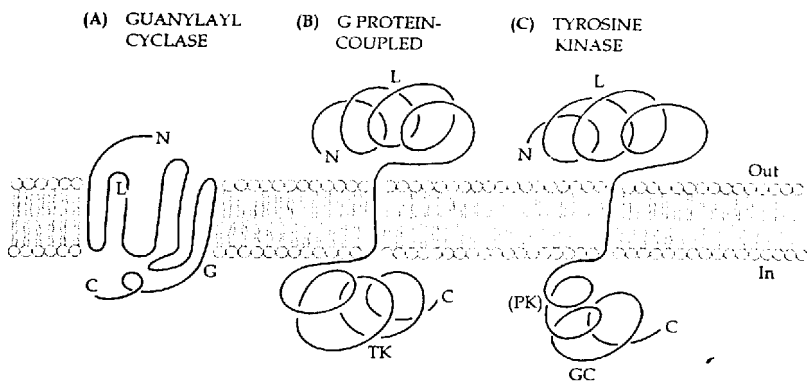 (A) GUANYLAYL
CYCLASE
(B) G PROTEIN-
COUPLED
(C) TYROSINE
KINASE
N
L
C
G
L
N
C
TK
L
N
Out
In
(PK)
C
GC